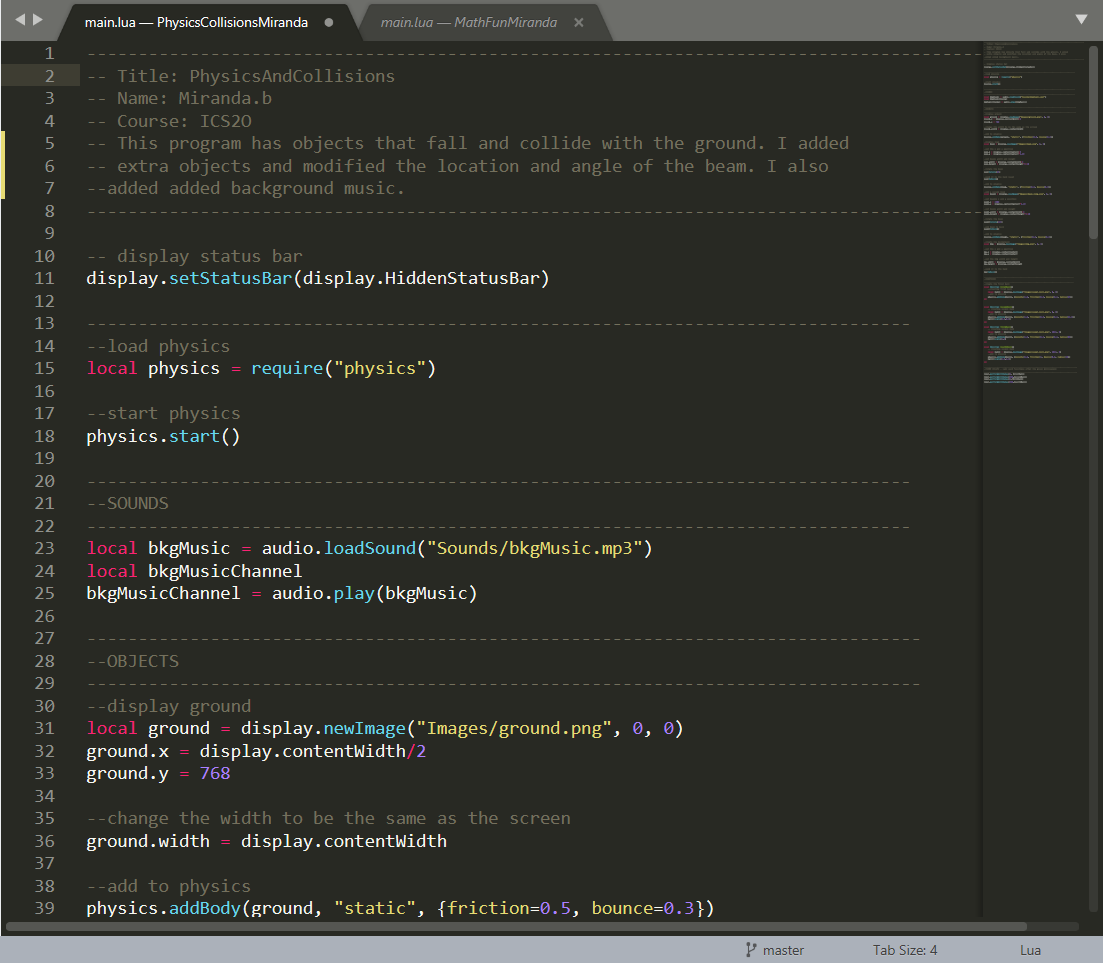 main.lua — PhysicsCollisionsMiranda
main.lua — MathFunMiranda
1 --------------------------------------------------------------------------------------
2 -- Title: PhysicsAndCollisions
3 -- Name: Miranda.b
4 -- Course: ICS2O
5 -- This program has objects that fall and collide with the ground. I added
6 -- extra objects and modified the location and angle of the beam. I also
7 --added added background music.
8 --------------------------------------------------------------------------------------
9
10 -- display status bar
11 display.setStatusBar(display.HiddenStatusBar)
12
13 --------------------------------------------------------------------------------
14 --load physics
15 local physics = require("physics")
16
17 --start physics
18 physics.start()
19
20 --------------------------------------------------------------------------------
21 --SOUNDS
22 --------------------------------------------------------------------------------
23 local bkgMusic = audio.loadSound("Sounds/bkgMusic.mp3")
24 local bkgMusicChannel
25 bkgMusicChannel = audio.play(bkgMusic)
26
27 ---------------------------------------------------------------------------------
28 --OBJECTS
29 ---------------------------------------------------------------------------------
30 --display ground
31 local ground = display.newImage("Images/ground.png", 0, 0)
32 ground.x = display.contentWidth/2
33 ground.y = 768
34
35 --change the width to be the same as the screen
36 ground.width = display.contentWidth
37
38 --add to physics
39 physics.addBody(ground, "static", {friction=0.5, bounce=0.3})
master Tab Size: 4 Lua